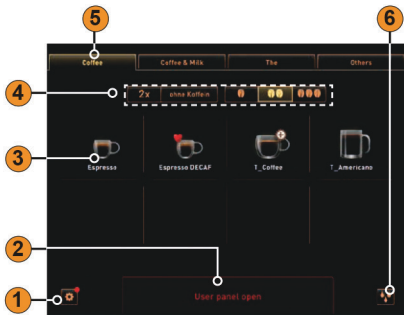 5
6
Coffee
Coffee & Milk
The
Others
4
2x
ohne Koffein
3
Espresso
Espresso DECAF
T_Coffee
T_Americano
2
1
User panel open